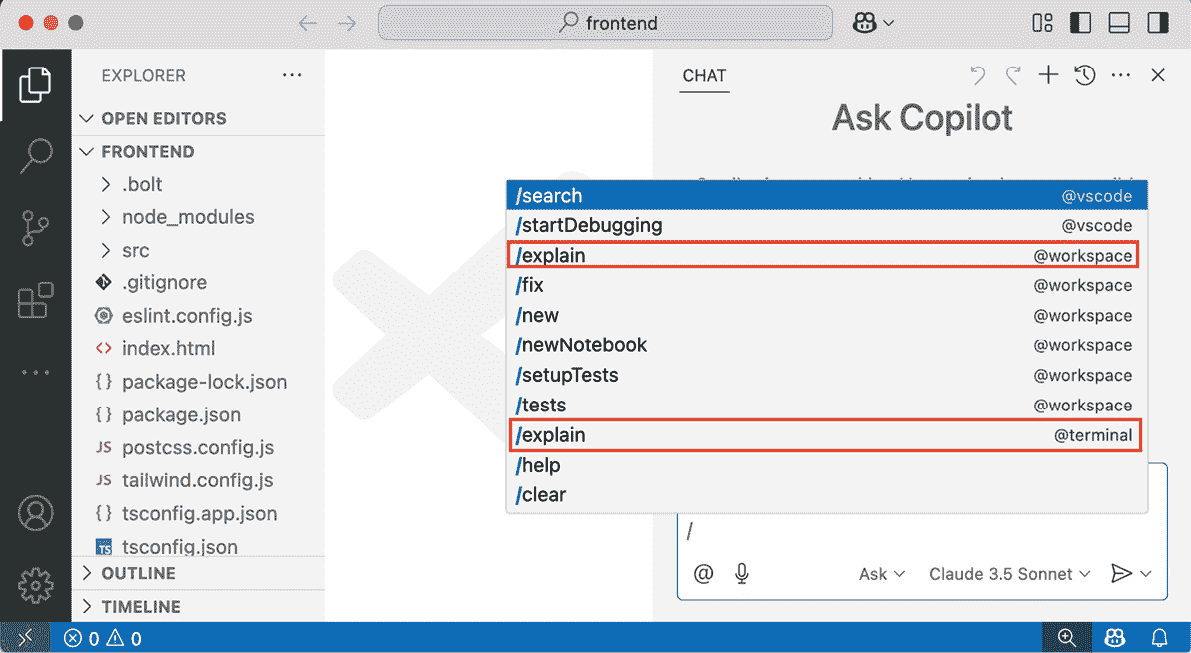 frontend
EXPLORER
OPEN EDITORS
FRONTEND
.bolt
node_modules
src
.gitignore
eslint.config.js
index.html
{} package-lock.json
{} package.json
JS postcss.config.js
JS tailwind.config.js
{} tsconfig.app.json
TS tsconfig.json
OUTLINE
TIMELINE
CHAT
Ask Copilot
/search @vscode
/startDebugging @vscode
/explain @workspace
/fix @workspace
/new @workspace
/newNotebook @workspace
/setupTests @workspace
/tests @workspace
/explain @terminal
/help
/clear
/
@ Ask Claude 3.5 Sonnet
0 0